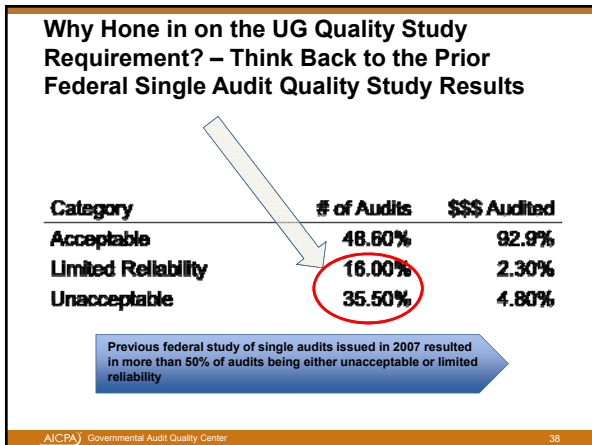 Why Hone in on the UG Quality Study
Requirement? – Think Back to the Prior
Federal Single Audit Quality Study Results
Category # of Audits $$$ Audited
Acceptable 48.60% 92.9%
Limited Reliability 16.00% 2.30%
Unacceptable 35.50% 4.80%
Previous federal study of single audits issued in 2007 resulted
in more than 50% of audits being either unacceptable or limited
reliability
AICPA) Governmental Audit Quality Center 38